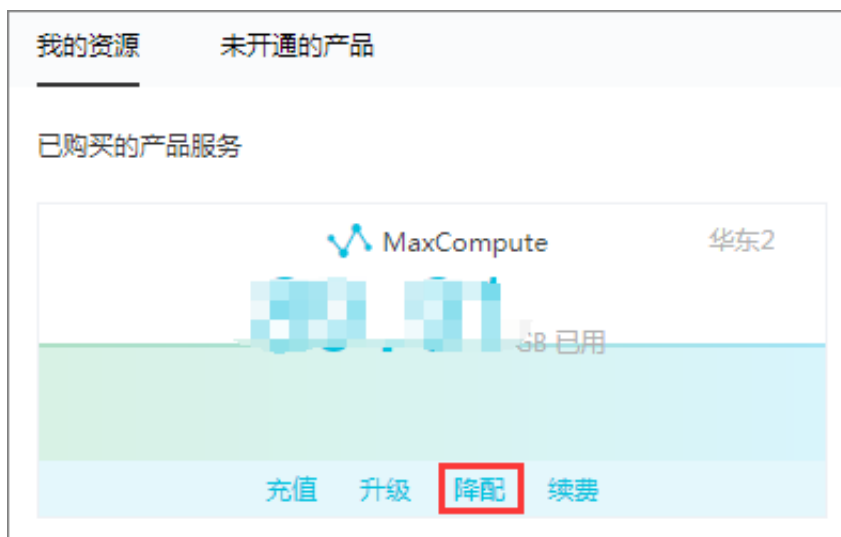 我的资源 未开通的产品
已购买的产品服务
MaxCompute 华东2
GB 已用
充值 升级 降配 续费